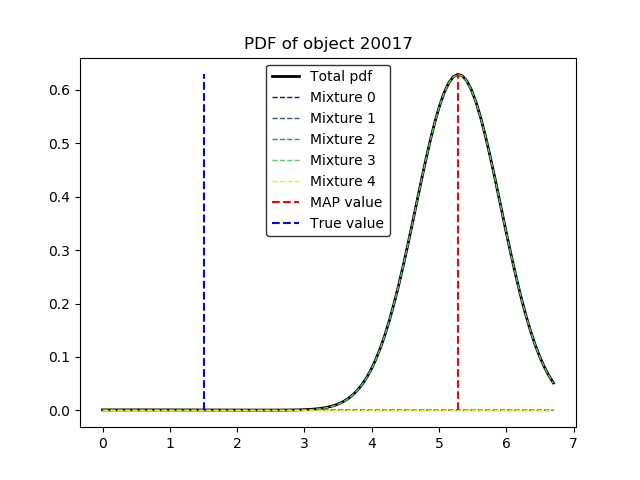 PDF of object 20017
Total pdf
Mixture 0
Mixture 1
Mixture 2
Mixture 3
Mixture 4
MAP value
True value
0.6
0.5
0.4
0.3
0.2
0.1
0.0
0 1 2 3 4 5 6 7